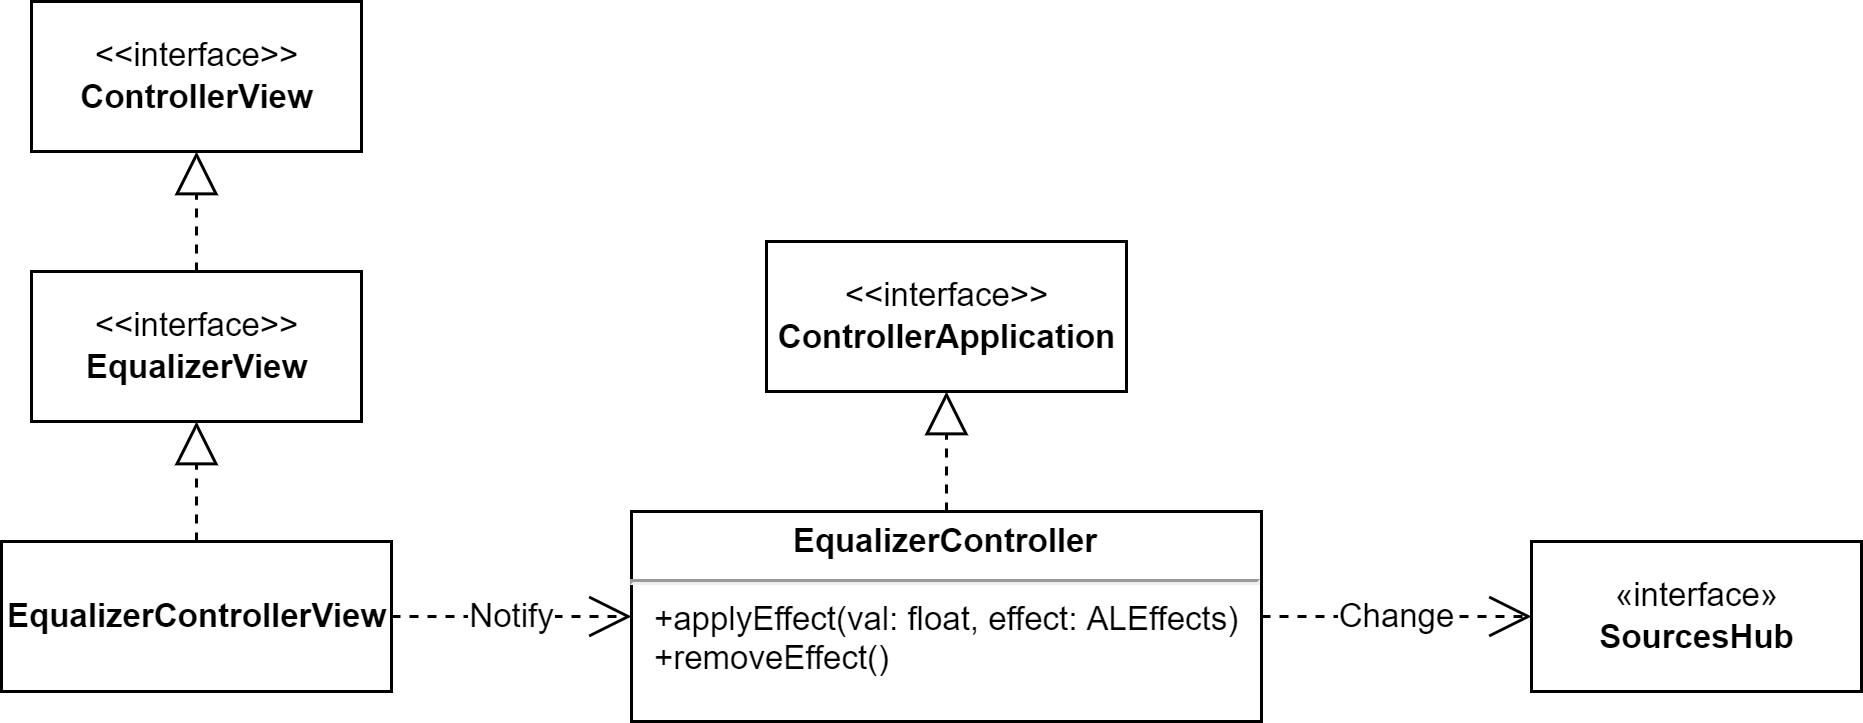 <<interface>>
ControllerView
<<interface>>
EqualizerView
<<interface>>
ControllerApplication
EqualizerControllerView
Notify
EqualizerController
+applyEffect(val: float, effect: ALEffects)
+removeEffect()
Change
«interface»
SourcesHub